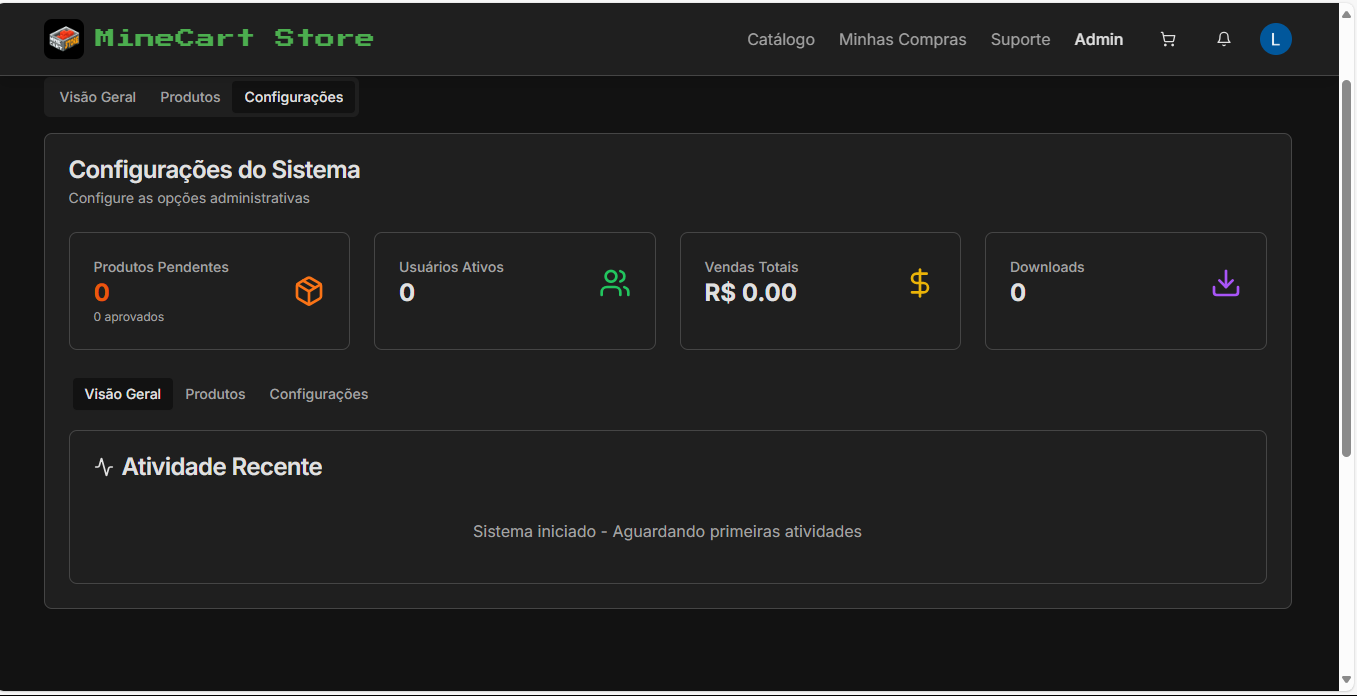 MineCart Store
Catálogo Minhas Compras Suporte Admin L
Visão Geral Produtos Configurações
Configurações do Sistema
Configure as opções administrativas
Produtos Pendentes
0
0 aprovados
Usuários Ativos
0
Vendas Totais
R$ 0.00
Downloads
0
Visão Geral Produtos Configurações
Atividade Recente
Sistema iniciado - Aguardando primeiras atividades